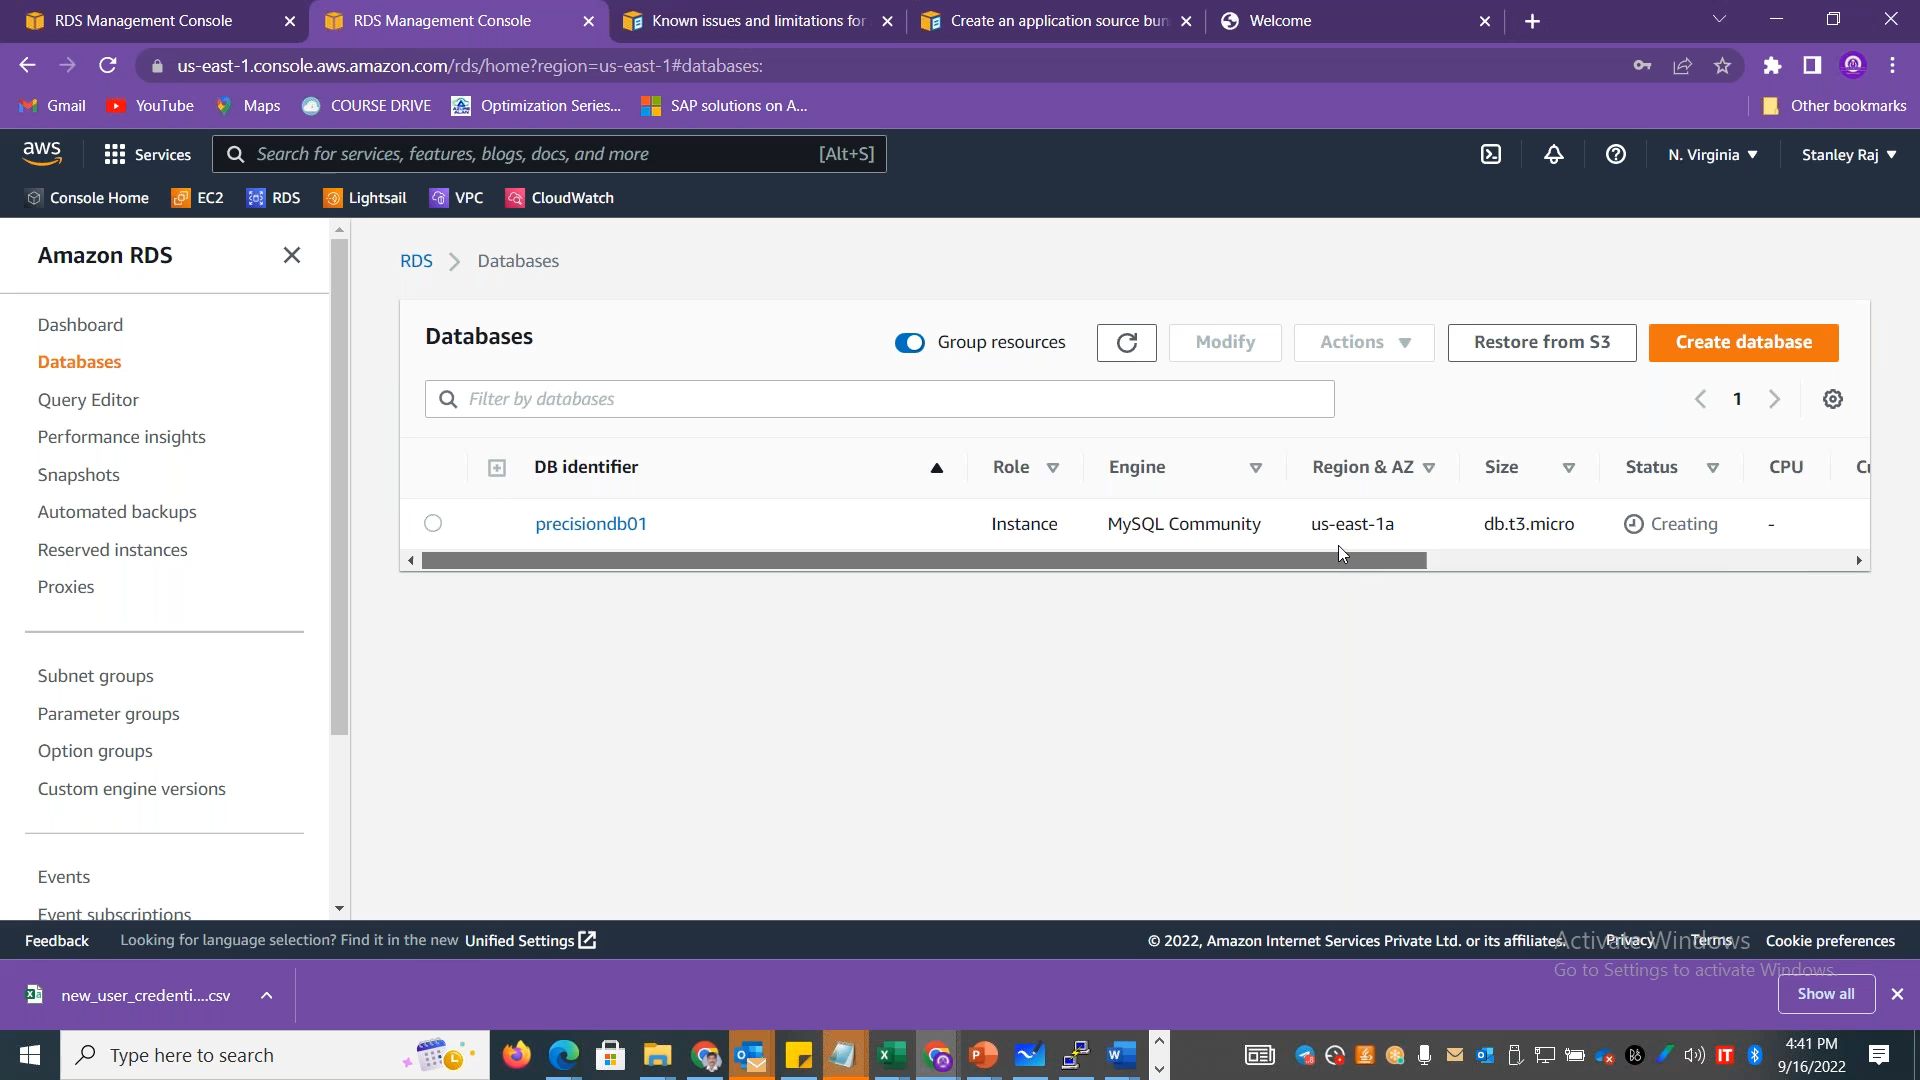 RDS Management Console
RDS Management Console
Known issues and limitations for
Create an application source bun
Welcome
us-east-1.console.aws.amazon.com/rds/home?region=us-east-1#databases:
Gmail
YouTube
Maps
COURSE DRIVE
Optimization Series...
SAP solutions on A...
Other bookmarks
aws
Services
Search for services, features, blogs, docs, and more
[Alt+S]
N. Virginia
Stanley Raj
Console Home
EC2
RDS
Lightsail
VPC
CloudWatch
Amazon RDS
Dashboard
Databases
Query Editor
Performance insights
Snapshots
Automated backups
Reserved instances
Proxies
Subnet groups
Parameter groups
Option groups
Custom engine versions
Events
Event subscriptions
RDS > Databases
Databases
Group resources
Modify
Actions
Restore from S3
Create database
Filter by databases
1
DB identifier
Role
Engine
Region & AZ
Size
Status
CPU
precisiondb01
Instance
MySQL Community
us-east-1a
db.t3.micro
Creating
-
Feedback
Looking for language selection? Find it in the new Unified Settings
© 2022, Amazon Internet Services Private Ltd. or its affiliates.
Privacy
Terms
Cookie preferences
Activate Windows
Go to Settings to activate Windows.
new_user_credenti....csv
Show all
Type here to search
4:41 PM
9/16/2022